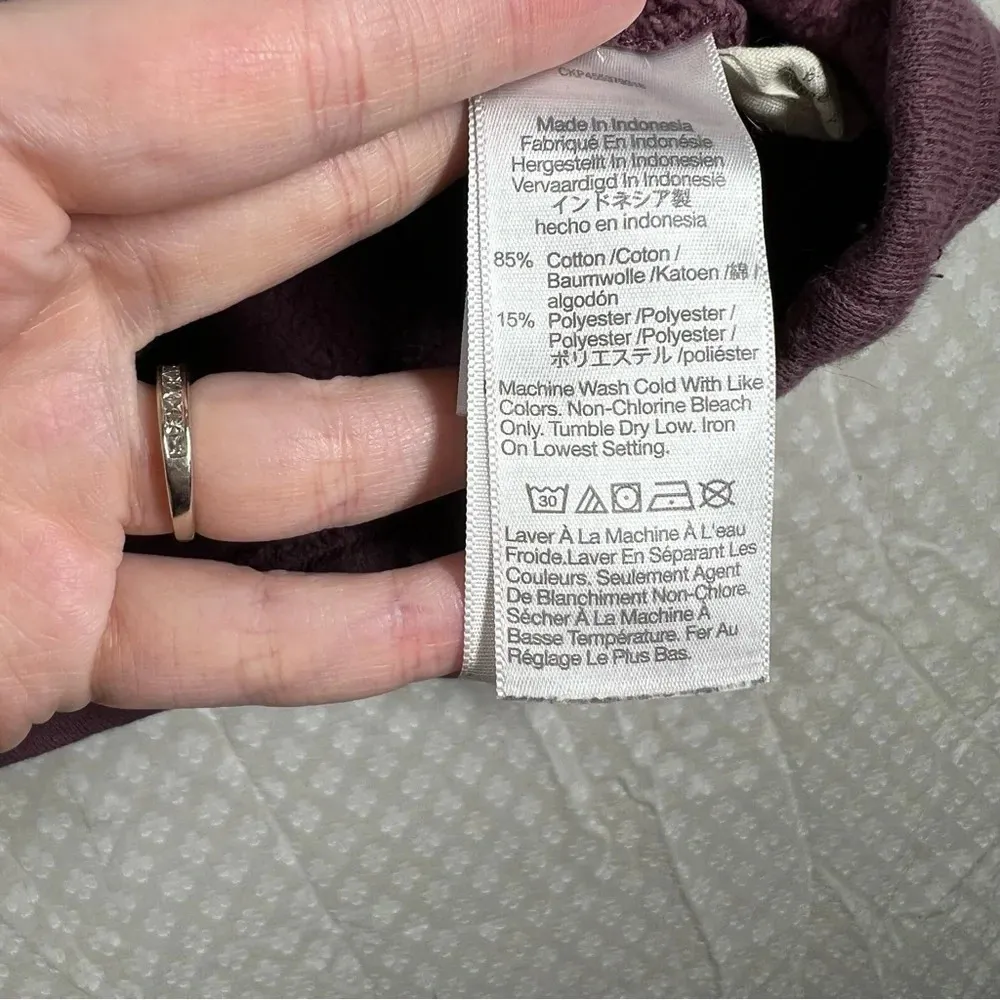 Made In Indonesia
Fabriqué En Indonésie
Hergestellt In Indonesien
Vervaardigd In Indonesië
インドネシア製
hecho en indonesia
85% Cotton /Coton /
Baumwolle /Katoen /綿 /
algodón
15% Polyester /Polyester /
Polyester /Polyester /
ポリエステル /poliéster
Machine Wash Cold With Like
Colors. Non-Chlorine Bleach
Only. Tumble Dry Low. Iron
On Lowest Setting.
30
Laver À La Machine À L'eau
Froide.Laver En Séparant Les
Couleurs. Seulement Agent
De Blanchiment Non-Chlore.
Sécher À La Machine À
Basse Température. Fer Au
Réglage Le Plus Bas.